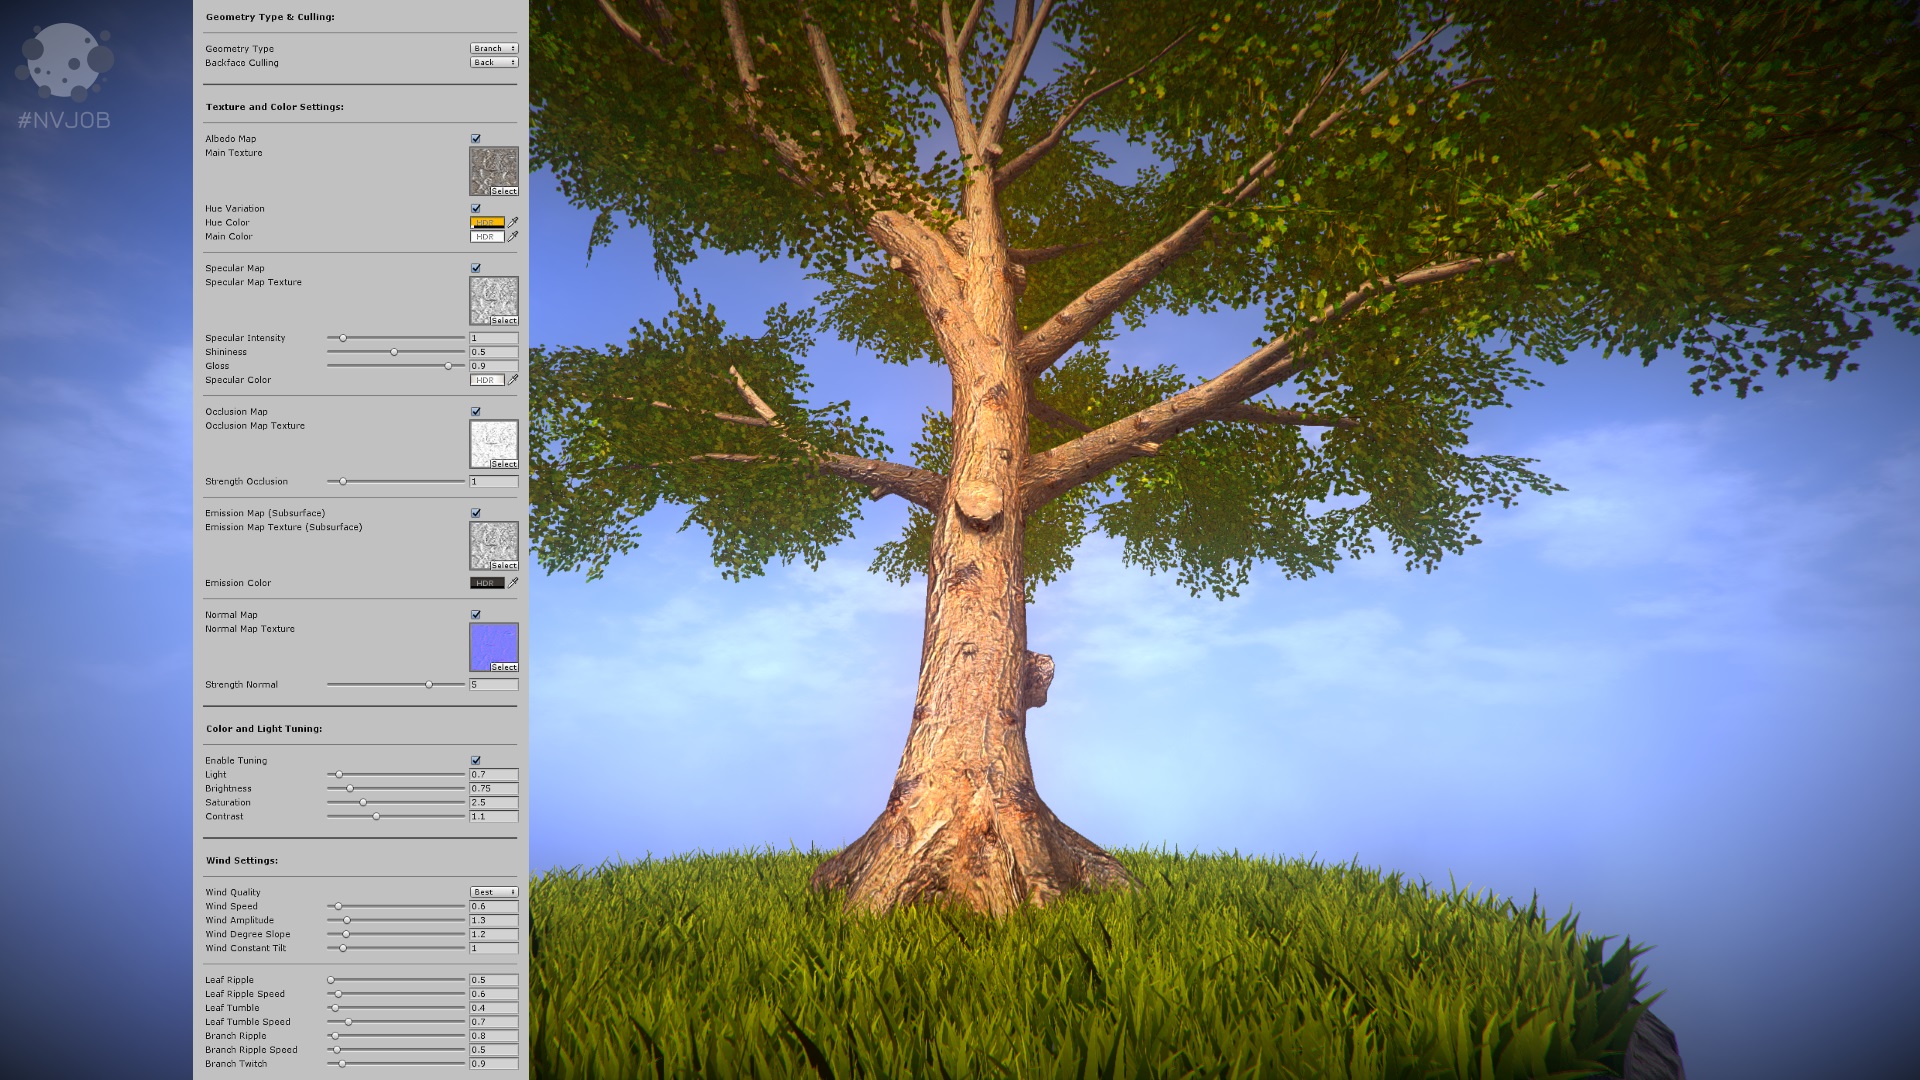 #NVJOB
Geometry Type & Culling:
Geometry Type Branch
Backface Culling Back
Texture and Color Settings:
Albedo Map
Main Texture
Select
Hue Variation
Hue Color HDR
Main Color HDR
Specular Map
Specular Map Texture
Select
Specular Intensity 1
Shininess 0.5
Gloss 0.9
Specular Color HDR
Occlusion Map
Occlusion Map Texture
Select
Strength Occlusion 1
Emission Map (Subsurface)
Emission Map Texture (Subsurface)
Select
Emission Color HDR
Normal Map
Normal Map Texture
Select
Strength Normal 5
Color and Light Tuning:
Enable Tuning
Light 0.7
Brightness 0.75
Saturation 2.5
Contrast 1.1
Wind Settings:
Wind Quality Best
Wind Speed 0.6
Wind Amplitude 1.3
Wind Degree Slope 1.2
Wind Constant Tilt 1
Leaf Ripple 0.5
Leaf Ripple Speed 0.6
Leaf Tumble 0.4
Leaf Tumble Speed 0.7
Branch Ripple 0.8
Branch Ripple Speed 0.5
Branch Twitch 0.9